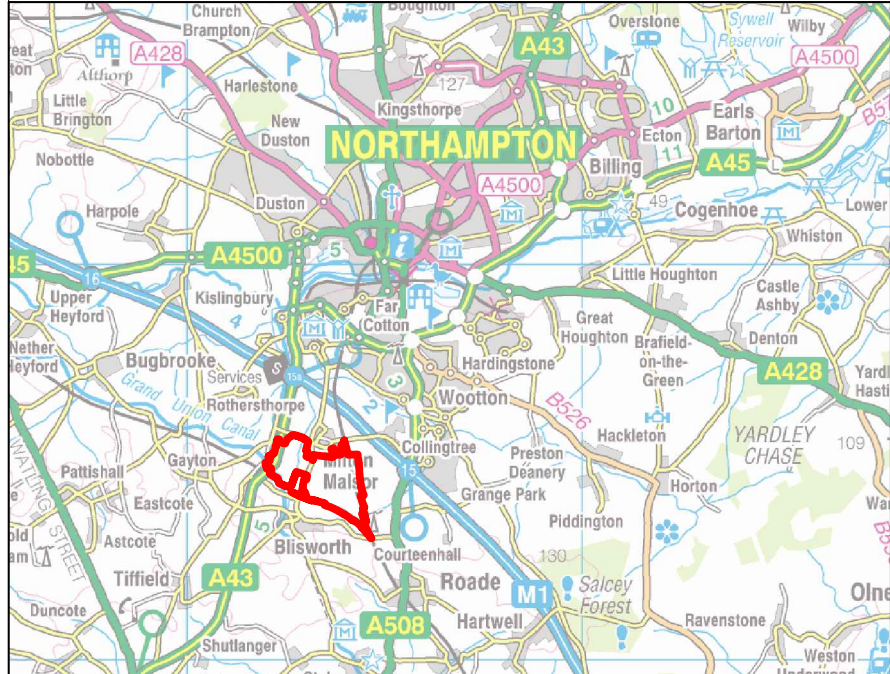 Church
Brampton
Boughton
Overstone
Sywell
Reservoir
Wilby
A43
A4500
A428
Althorp
Harlestone
127
Kingsthorpe
Little
Brington
New
Duston
10
Earls
Barton
NORTHAMPTON
Ecton
11
Nobottle
Billing
A45
A4500
Duston
49
Cogenhoe
Lower
Harpole
Whiston
A4500
5
45
16
Little Houghton
Upper
Heyford
Kislingbury
4
Far
Cotton
Castle
Ashby
Great
Houghton
Brafield-
on-the-
Green
Denton
Nether
Heyford
Bugbrooke
Hardingstone
Services
S
15a
3
A428
Wootton
Rothersthorpe
Grand Union
Canal
2
B526
Hackleton
YARDLEY
CHASE
109
WATLING STREET
Collingtree
Pattishall
Gayton
Milton
Malsor
15
Preston
Deanery
Horton
Grange Park
Eastcote
Piddington
Astcote
5
Blisworth
Courteenhall
130
Tiffield
A43
Roade
M1
Salcey
Forest
Duncote
Hartwell
Ravenstone
A508
Shutlanger
Weston
Underwood